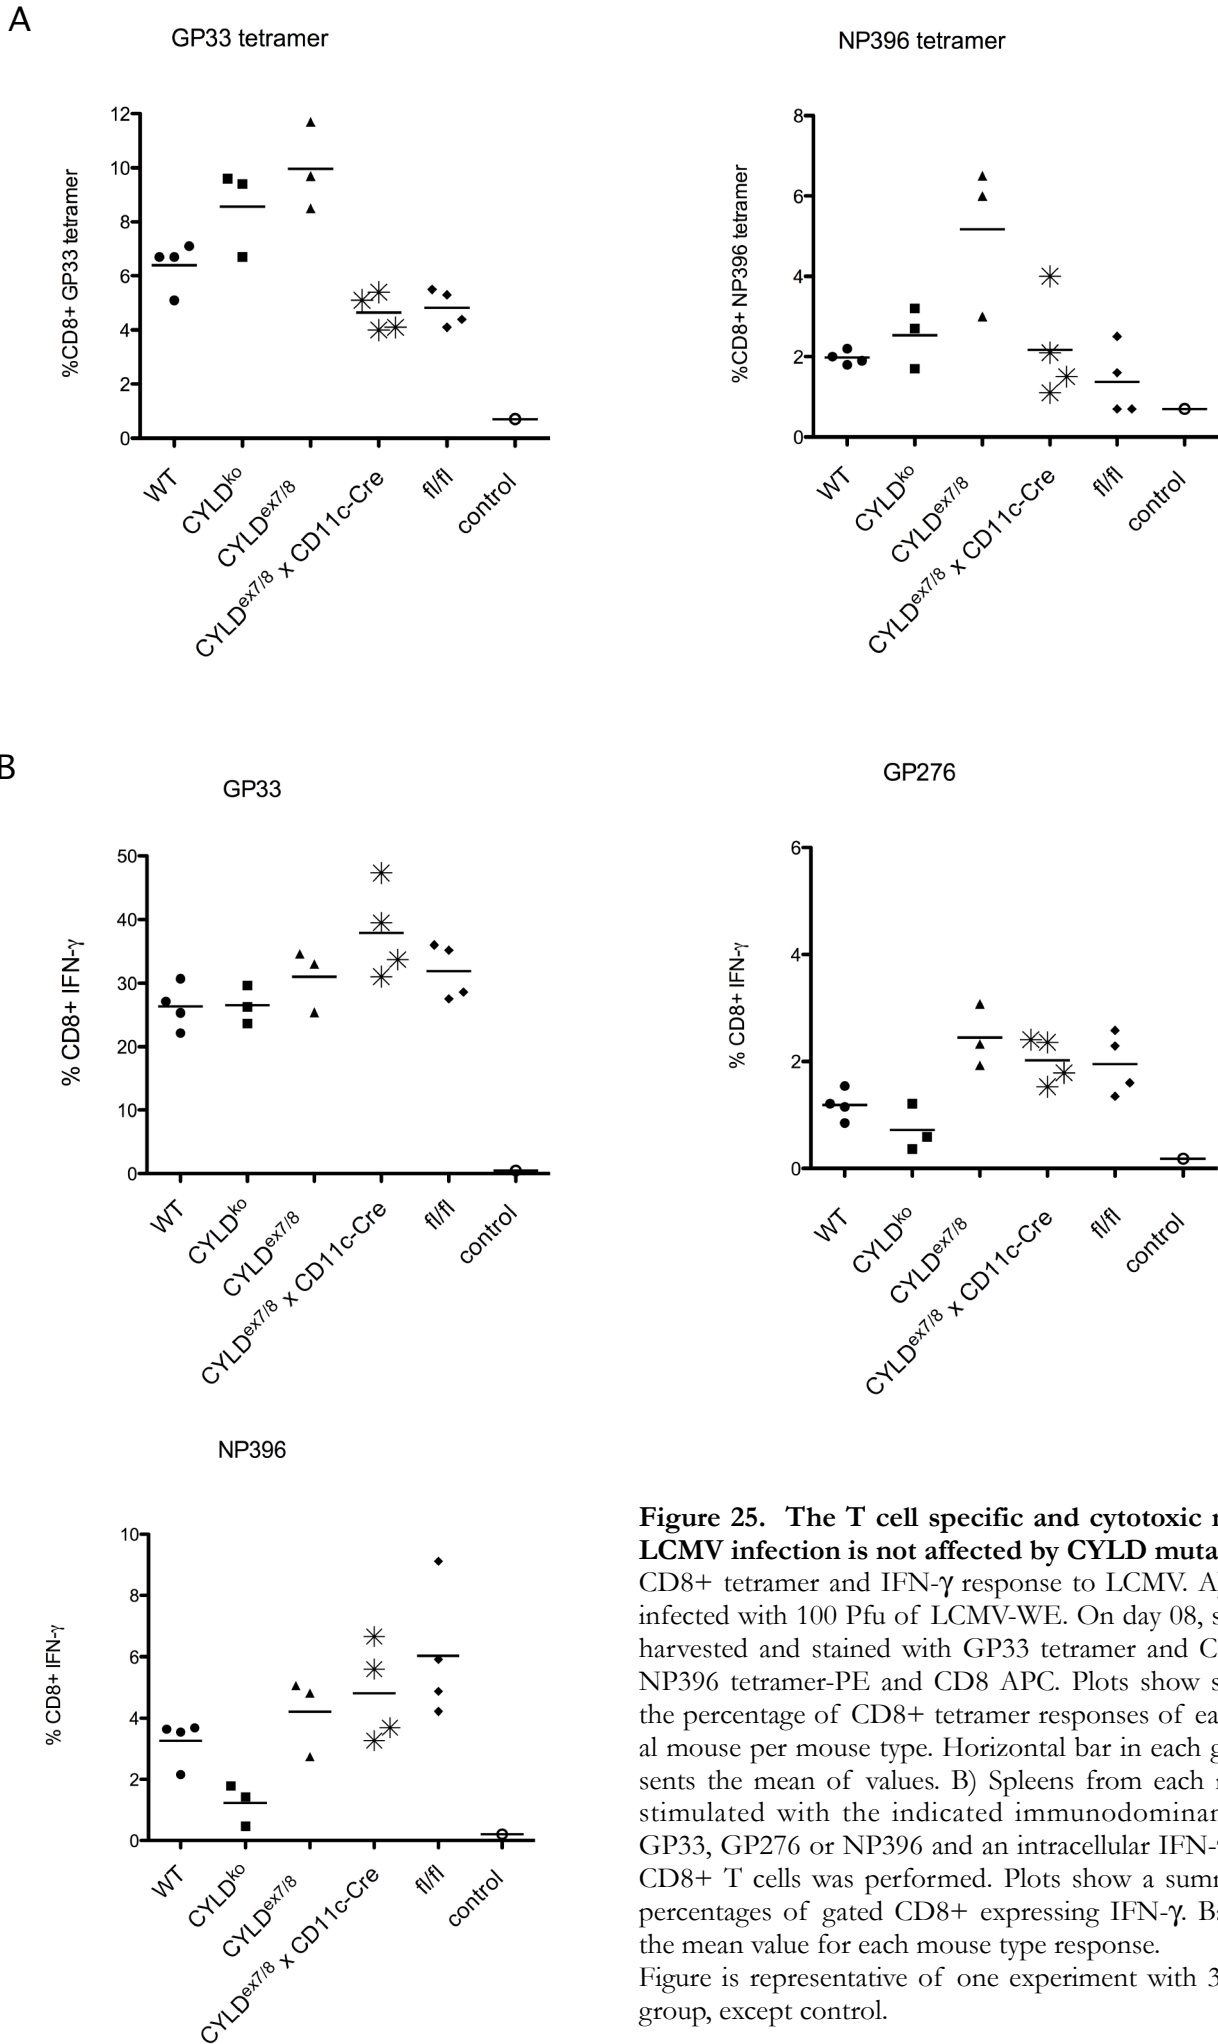 A
GP33 tetramer
%CD8+ GP33 tetramer
12
10
8
6
4
2
0
WT
CYLDko
CYLDex7/8
CYLDex7/8 x CD11c-Cre
fl/fl
control
NP396 tetramer
%CD8+ NP396 tetramer
8
6
4
2
0
WT
CYLDko
CYLDex7/8
CYLDex7/8 x CD11c-Cre
fl/fl
control
B
GP33
% CD8+ IFN-γ
50
40
30
20
10
0
WT
CYLDko
CYLDex7/8
CYLDex7/8 x CD11c-Cre
fl/fl
control
GP276
% CD8+ IFN-γ
6
4
2
0
WT
CYLDko
CYLDex7/8
CYLDex7/8 x CD11c-Cre
fl/fl
control
NP396
% CD8+ IFN-γ
10
8
6
4
2
0
WT
CYLDko
CYLDex7/8
CYLDex7/8 x CD11c-Cre
fl/fl
control
Figure 25. The T cell specific and cytotoxic
LCMV infection is not affected by CYLD muta
CD8+ tetramer and IFN-γ response to LCMV. A)
infected with 100 Pfu of LCMV-WE. On day 08, s
harvested and stained with GP33 tetramer and C
NP396 tetramer-PE and CD8 APC. Plots show s
the percentage of CD8+ tetramer responses of ea
al mouse per mouse type. Horizontal bar in each g
sents the mean of values. B) Spleens from each
stimulated with the indicated immunodominan
GP33, GP276 or NP396 and an intracellular IFN-γ
CD8+ T cells was performed. Plots show a sum
percentages of gated CD8+ expressing IFN-γ. B
the mean value for each mouse type response.
Figure is representative of one experiment with 3
group, except control.